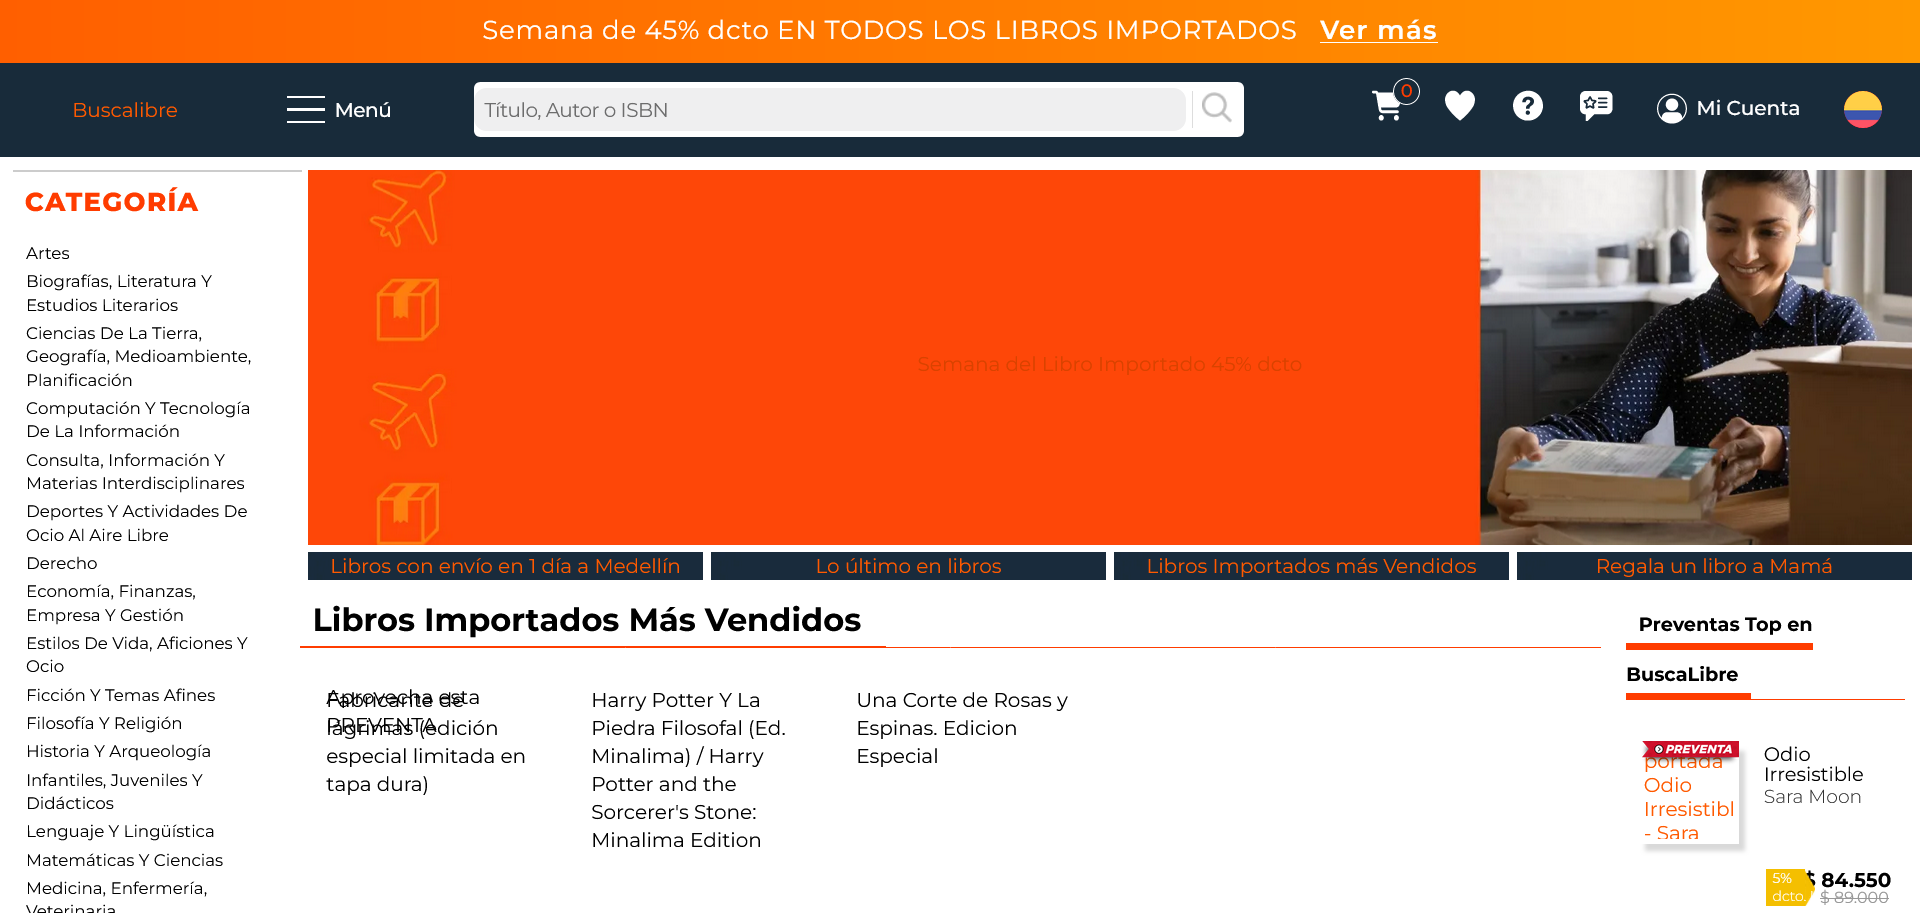 Semana de 45% dcto EN TODOS LOS LIBROS IMPORTADOS Ver más
Buscalibre
Menú
Título, Autor o ISBN
0
Mi Cuenta
CATEGORÍA
Artes
Biografías, Literatura Y
Estudios Literarios
Ciencias De La Tierra,
Geografía, Medioambiente,
Planificación
Computación Y Tecnología
De La Información
Consulta, Información Y
Materias Interdisciplinares
Deportes Y Actividades De
Ocio Al Aire Libre
Derecho
Economía, Finanzas,
Empresa Y Gestión
Estilos De Vida, Aficiones Y
Ocio
Ficción Y Temas Afines
Filosofía Y Religión
Historia Y Arqueología
Infantiles, Juveniles Y
Didácticos
Lenguaje Y Lingüística
Matemáticas Y Ciencias
Medicina, Enfermería,
Veterinaria
Semana del Libro Importado 45% dcto
Libros con envío en 1 día a Medellín
Lo último en libros
Libros Importados más Vendidos
Regala un libro a Mamá
Libros Importados Más Vendidos
Aprovecha esta
PREVENTA
Fabricante de
lágrimas (edición
especial limitada en
tapa dura)
Harry Potter Y La
Piedra Filosofal (Ed.
Minalima) / Harry
Potter and the
Sorcerer's Stone:
Minalima Edition
Una Corte de Rosas y
Espinas. Edicion
Especial
Preventas Top en
BuscaLibre
PREVENTA
portada
Odio
Irresistibl
- Sara
Odio
Irresistible
Sara Moon
5%
dcto.
$ 84.550
$ 89.000